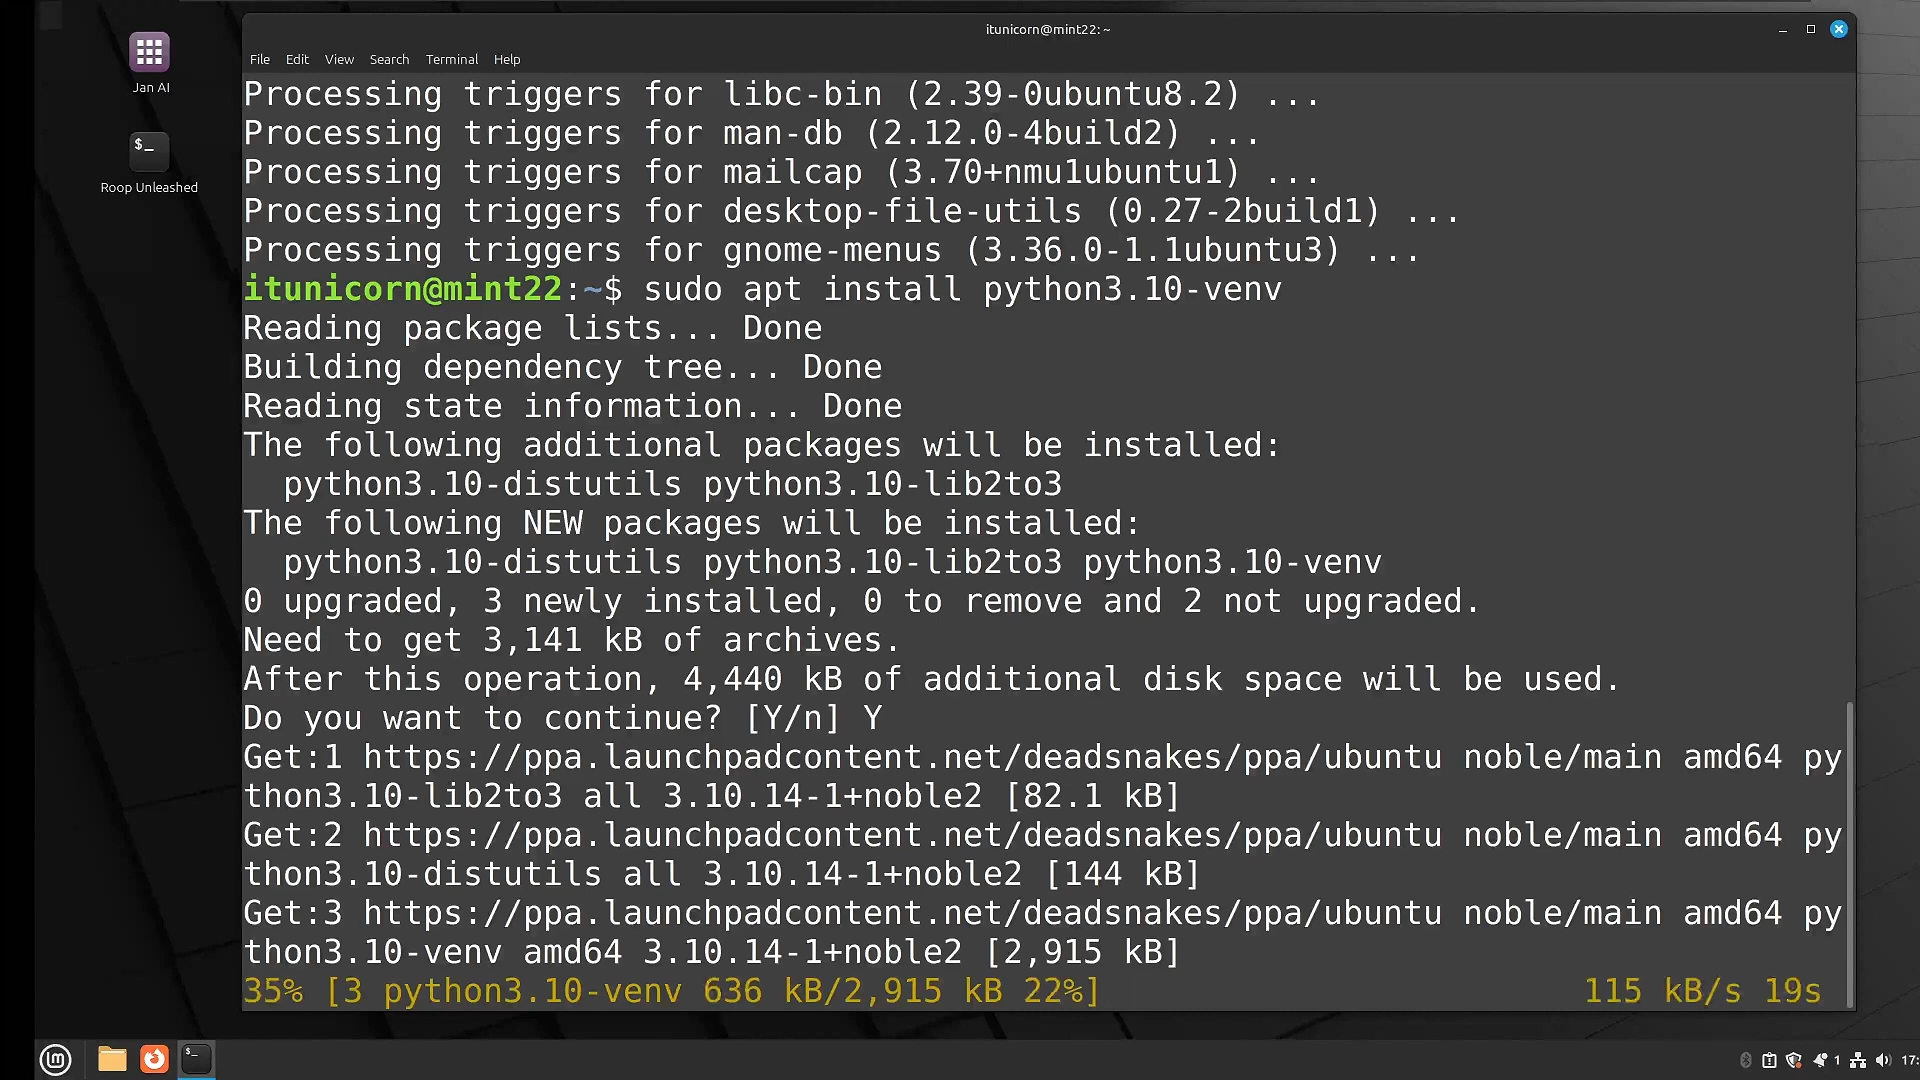 itunicorn@mint22: ~
File Edit View Search Terminal Help
Jan AI
$_
Roop Unleashed
Processing triggers for libc-bin (2.39-0ubuntu8.2) ...
Processing triggers for man-db (2.12.0-4build2) ...
Processing triggers for mailcap (3.70+nmu1ubuntu1) ...
Processing triggers for desktop-file-utils (0.27-2build1) ...
Processing triggers for gnome-menus (3.36.0-1.1ubuntu3) ...
itunicorn@mint22:~$ sudo apt install python3.10-venv
Reading package lists... Done
Building dependency tree... Done
Reading state information... Done
The following additional packages will be installed:
  python3.10-distutils python3.10-lib2to3
The following NEW packages will be installed:
  python3.10-distutils python3.10-lib2to3 python3.10-venv
0 upgraded, 3 newly installed, 0 to remove and 2 not upgraded.
Need to get 3,141 kB of archives.
After this operation, 4,440 kB of additional disk space will be used.
Do you want to continue? [Y/n] Y
Get:1 https://ppa.launchpadcontent.net/deadsnakes/ppa/ubuntu noble/main amd64 py
thon3.10-lib2to3 all 3.10.14-1+noble2 [82.1 kB]
Get:2 https://ppa.launchpadcontent.net/deadsnakes/ppa/ubuntu noble/main amd64 py
thon3.10-distutils all 3.10.14-1+noble2 [144 kB]
Get:3 https://ppa.launchpadcontent.net/deadsnakes/ppa/ubuntu noble/main amd64 py
thon3.10-venv amd64 3.10.14-1+noble2 [2,915 kB]
35% [3 python3.10-venv 636 kB/2,915 kB 22%] 115 kB/s 19s
$_
1
17: